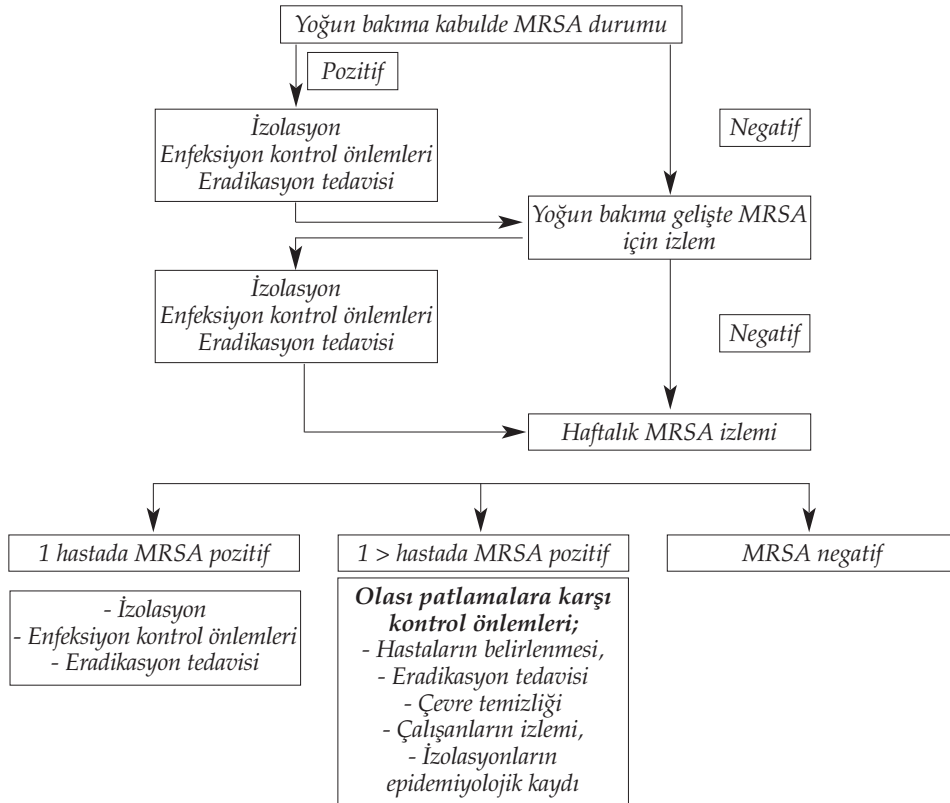 Yoğun bakıma kabulde MRSA durumu
Pozitif
Negatif
İzolasyon
Enfeksiyon kontrol önlemleri
Eradikasyon tedavisi
Yoğun bakıma gelişte MRSA
için izlem
İzolasyon
Enfeksiyon kontrol önlemleri
Eradikasyon tedavisi
Negatif
Haftalık MRSA izlemi
1 hastada MRSA pozitif
- İzolasyon
- Enfeksiyon kontrol önlemleri
- Eradikasyon tedavisi
1 > hastada MRSA pozitif
Olası patlamalara karşı
kontrol önlemleri;
- Hastaların belirlenmesi,
- Eradikasyon tedavisi
- Çevre temizliği
- Çalışanların izlemi,
- İzolasyonların
epidemiyolojik kaydı
MRSA negatif